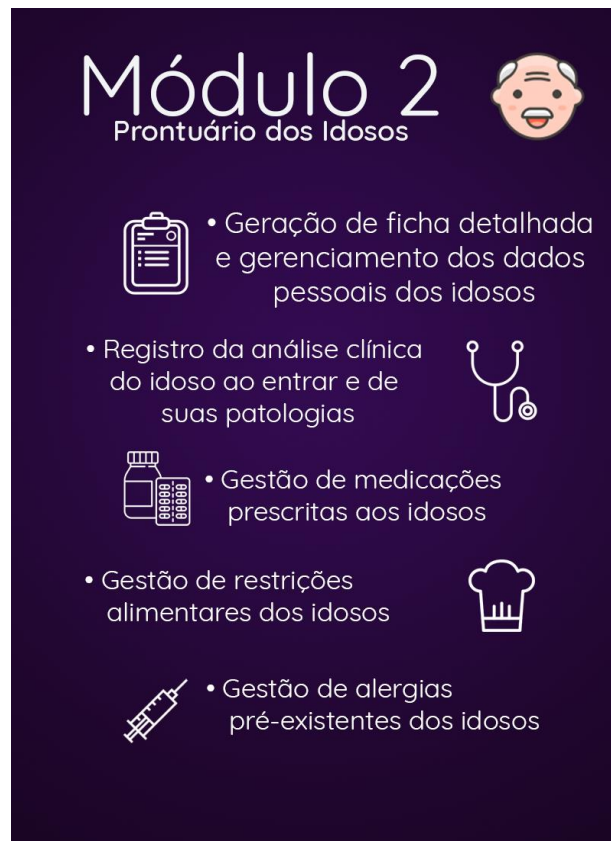 Módulo 2
Prontuário dos Idosos
• Geração de ficha detalhada
e gerenciamento dos dados
pessoais dos idosos
• Registro da análise clínica
do idoso ao entrar e de
suas patologias
• Gestão de medicações
prescritas aos idosos
• Gestão de restrições
alimentares dos idosos
• Gestão de alergias
pré-existentes dos idosos